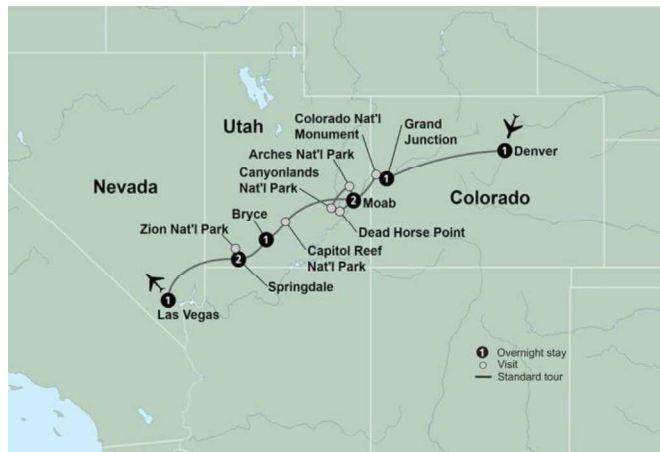 Colorado Nat'l
Monument
Grand
Junction
Utah
Arches Nat'l Park
Denver
Canyonlands
Nat'l Park
Nevada
Moab
Colorado
Bryce
Zion Nat'l Park
Dead Horse Point
Capitol Reef
Nat'l Park
Springdale
Las Vegas
1
1
2
1
2
1
1 Overnight stay
Visit
Standard tour